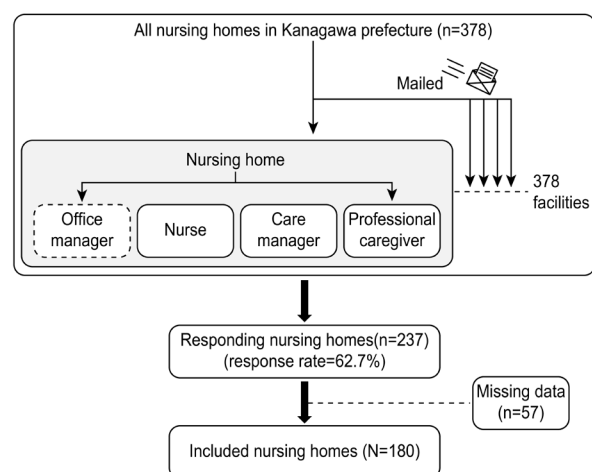 All nursing homes in Kanagawa prefecture (n=378)
Mailed
Nursing home
378
facilities
Office
manager
Nurse
Care
manager
Professional
caregiver
Responding nursing homes(n=237)
(response rate=62.7%)
Missing data
(n=57)
Included nursing homes (N=180)